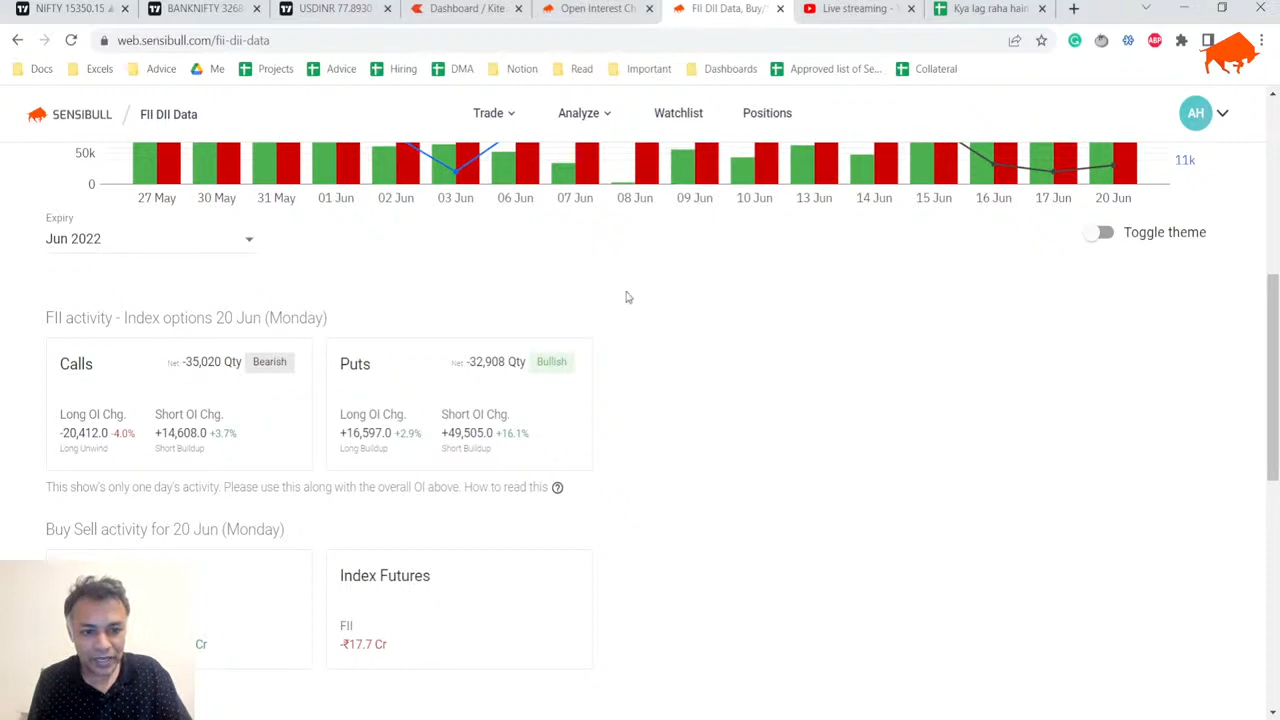 NIFTY 15350.15
BANKNIFTY 3268
USDINR 77.8930
Dashboard / Kite
Open Interest Ch
FII DII Data, Buy/
Live streaming - 
Kya lag raha hain
web.sensibull.com/fii-dii-data
ABP
Docs Excels Advice Me Projects Advice Hiring DMA Notion Read Important Dashboards Approved list of Se... Collateral
SENSIBULL / FII DII Data Trade Analyze Watchlist Positions AH
50k
11k
0
27 May 30 May 31 May 01 Jun 02 Jun 03 Jun 06 Jun 07 Jun 08 Jun 09 Jun 10 Jun 13 Jun 14 Jun 15 Jun 16 Jun 17 Jun 20 Jun
Expiry
Jun 2022
Toggle theme
FII activity - Index options 20 Jun (Monday)
Calls Net: -35,020 Qty Bearish
Long OI Chg. Short OI Chg.
-20,412.0 -4.0% +14,608.0 +3.7%
Long Unwind Short Buildup
Puts Net: -32,908 Qty Bullish
Long OI Chg. Short OI Chg.
+16,597.0 +2.9% +49,505.0 +16.1%
Long Buildup Short Buildup
This show's only one day's activity. Please use this along with the overall OI above. How to read this ?
Buy Sell activity for 20 Jun (Monday)
Cr
Index Futures
FII
-₹17.7 Cr